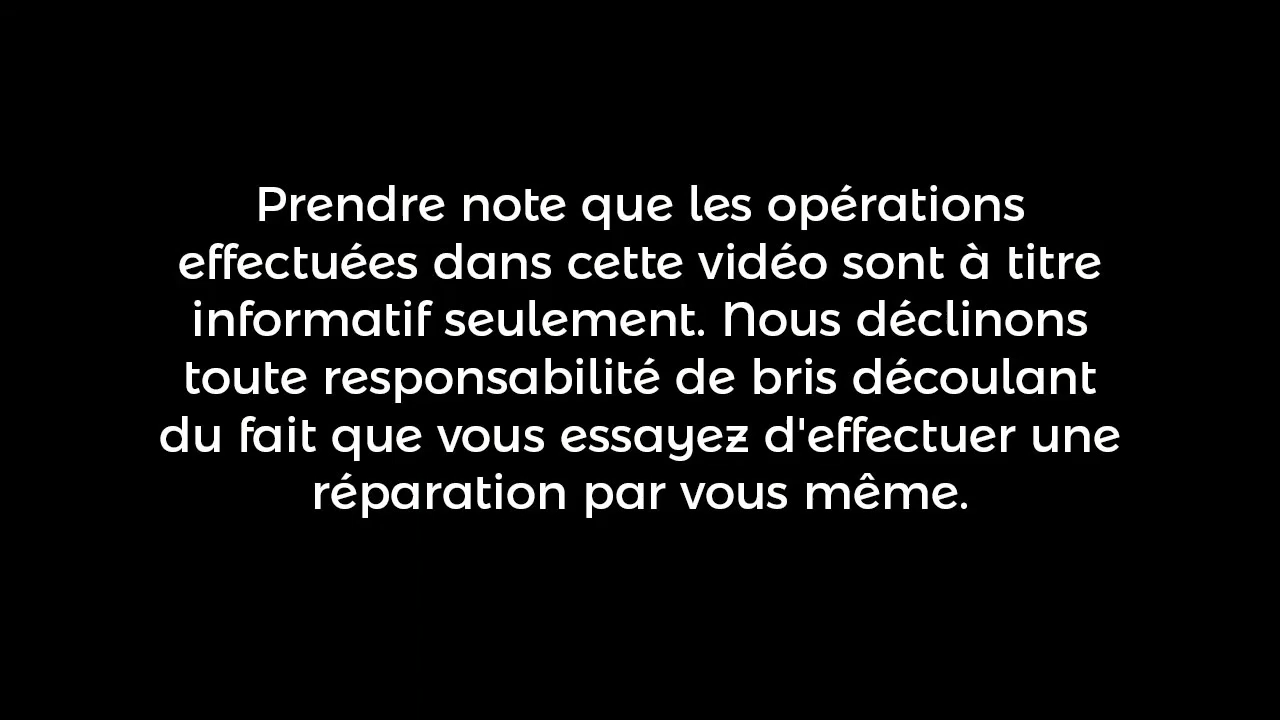 Prendre note que les opérations
effectuées dans cette vidéo sont à titre
informatif seulement. Nous déclinons
toute responsabilité de bris découlant
du fait que vous essayez d'effectuer une
réparation par vous même.